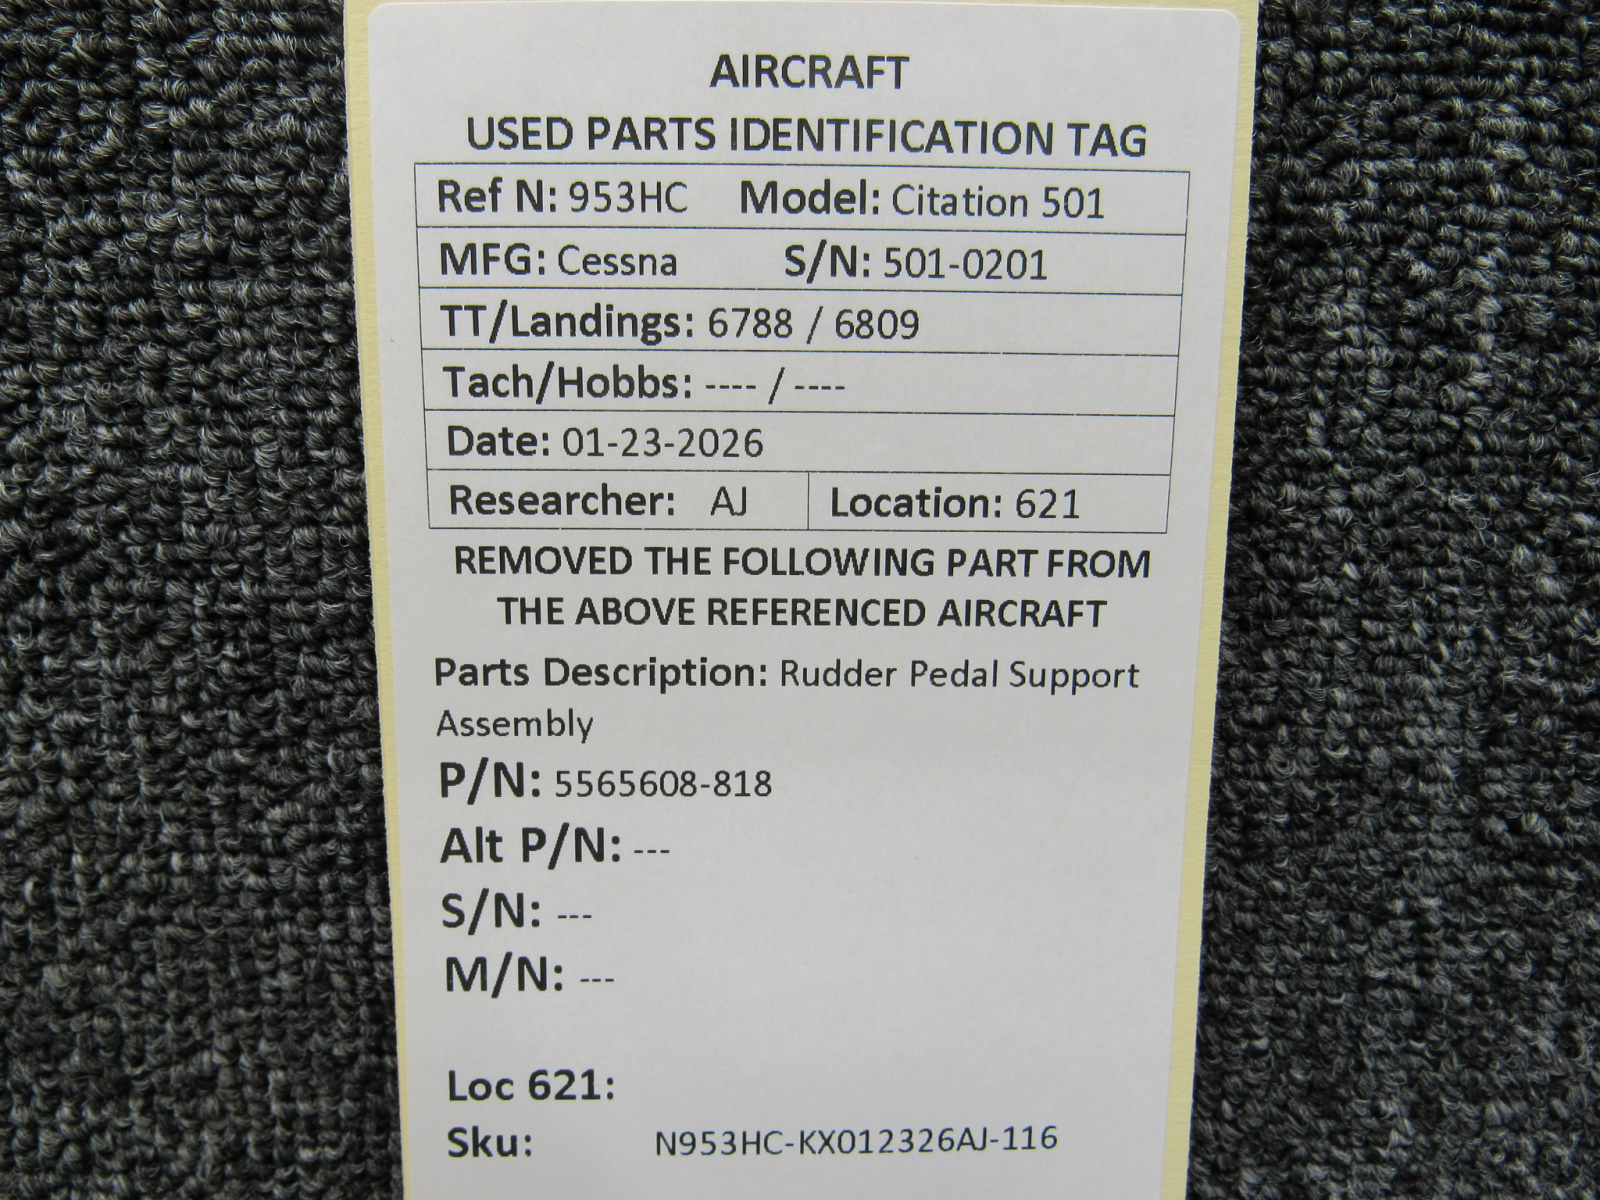 AIRCRAFT
USED PARTS IDENTIFICATION TAG
Ref N: 953HC Model: Citation 501
MFG: Cessna S/N: 501-0201
TT/Landings: 6788 / 6809
Tach/Hobbs: ---- / ----
Date: 01-23-2026
Researcher: AJ Location: 621
REMOVED THE FOLLOWING PART FROM
THE ABOVE REFERENCED AIRCRAFT
Parts Description: Rudder Pedal Support
Assembly
P/N: 5565608-818
Alt P/N: ---
S/N: ---
M/N: ---
Loc 621:
Sku: N953HC-KX012326AJ-116